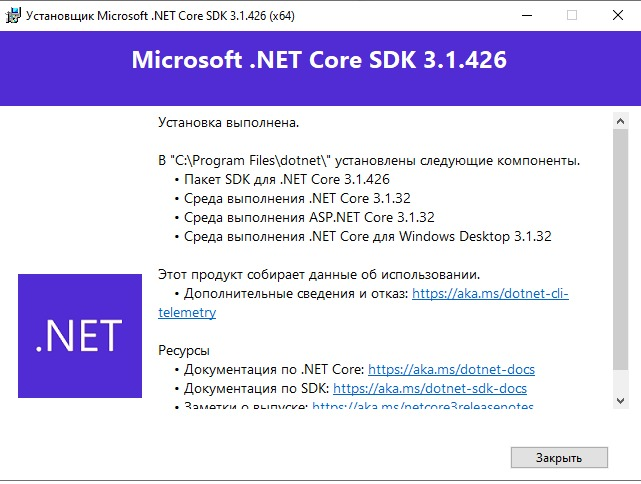 Установщик Microsoft .NET Core SDK 3.1.426 (x64)
Microsoft .NET Core SDK 3.1.426
Установка выполнена.
В "C:\Program Files\dotnet\" установлены следующие компоненты.
• Пакет SDK для .NET Core 3.1.426
• Среда выполнения .NET Core 3.1.32
• Среда выполнения ASP.NET Core 3.1.32
• Среда выполнения .NET Core для Windows Desktop 3.1.32
Этот продукт собирает данные об использовании.
• Дополнительные сведения и отказ: https://aka.ms/dotnet-cli-
telemetry
.NET
Ресурсы
• Документация по .NET Core: https://aka.ms/dotnet-docs
• Документация по SDK: https://aka.ms/dotnet-sdk-docs
• Заметки о выпуске: https://aka.ms/netcore3releasenotes
Закрыть